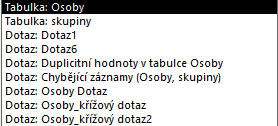 Tabulka: Osoby
Tabulka: skupiny
Dotaz: Dotaz1
Dotaz: Dotaz6
Dotaz: Duplicitní hodnoty v tabulce Osoby
Dotaz: Chybějící záznamy (Osoby, skupiny)
Dotaz: Osoby Dotaz
Dotaz: Osoby_křížový dotaz
Dotaz: Osoby_křížový dotaz2